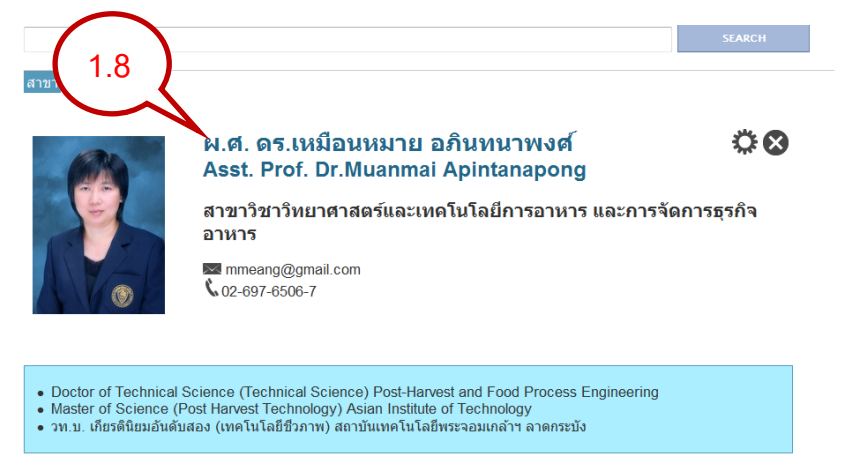 SEARCH
1.8
สาขา
ผ.ศ. ดร.เหมือนหมาย อภินทนาพงศ์
Asst. Prof. Dr.Muanmai Apintanapong
สาขาวิชาวิทยาศาสตร์และเทคโนโลยีการอาหาร และการจัดการธุรกิจ
อาหาร
mmeang@gmail.com
02-697-6506-7
• Doctor of Technical Science (Technical Science) Post-Harvest and Food Process Engineering
• Master of Science (Post Harvest Technology) Asian Institute of Technology
• วท.บ. เกียรตินิยมอันดับสอง (เทคโนโลยีชีวภาพ) สถาบันเทคโนโลยีพระจอมเกล้าฯ ลาดกระบัง